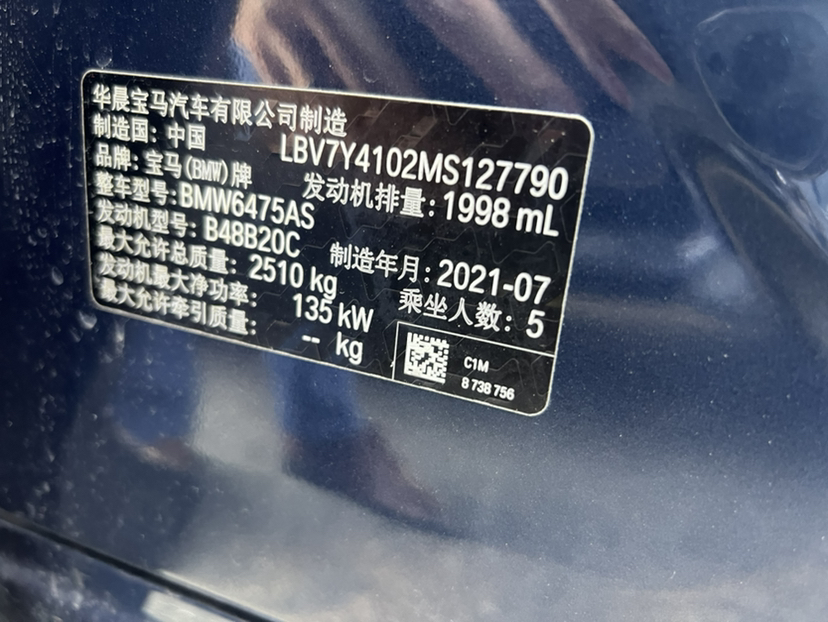 华晨宝马汽车有限公司制造
制造国: 中国
LBV7Y4102MS127790
品牌: 宝马(BMW)牌
发动机排量: 1998 mL
整车型号:BMW6475AS
发动机型号: B48B20C
制造年月: 2021-07
最大允许总质量: 2510 kg
乘坐人数: 5
发动机最大净功率: 135 kW
最大允许牵引质量: -- kg
C1M
8 738 756